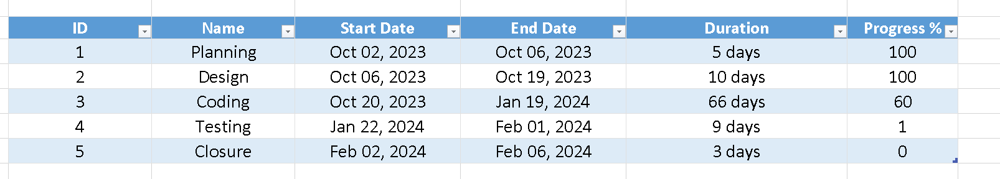 ID Name Start Date End Date Duration Progress %
1 Planning Oct 02, 2023 Oct 06, 2023 5 days 100
2 Design Oct 06, 2023 Oct 19, 2023 10 days 100
3 Coding Oct 20, 2023 Jan 19, 2024 66 days 60
4 Testing Jan 22, 2024 Feb 01, 2024 9 days 1
5 Closure Feb 02, 2024 Feb 06, 2024 3 days 0